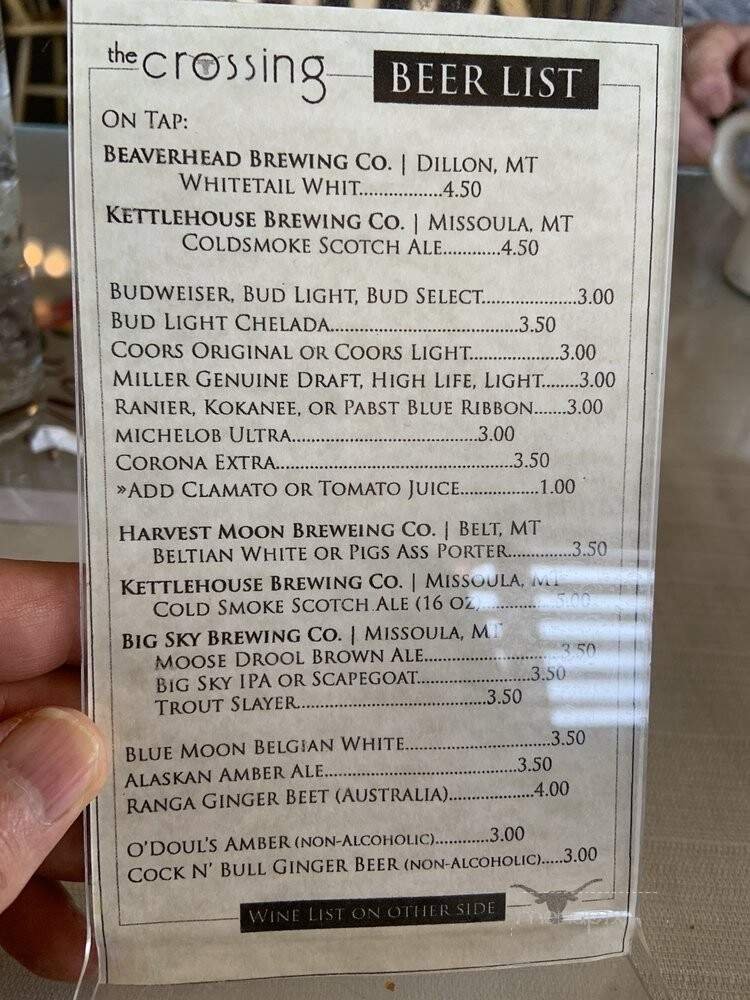 the crossing
BEER LIST
ON TAP:
BEAVERHEAD BREWING CO. | DILLON, MT
WHITETAIL WHIT................4.50
KETTLEHOUSE BREWING CO. | MISSOULA, MT
COLDSMOKE SCOTCH ALE...........4.50
BUDWEISER, BUD LIGHT, BUD SELECT..................3.00
BUD LIGHT CHELADA....................................3.50
COORS ORIGINAL OR COORS LIGHT.................3.00
MILLER GENUINE DRAFT, HIGH LIFE, LIGHT.......3.00
RANIER, KOKANEE, OR PABST BLUE RIBBON......3.00
MICHELOB ULTRA....................................3.00
CORONA EXTRA..............................................3.50
»ADD CLAMATO OR TOMATO JUICE...............1.00
HARVEST MOON BREWEING CO. | BELT, MT
BELTIAN WHITE OR PIGS ASS PORTER............3.50
KETTLEHOUSE BREWING CO. | MISSOULA, MT
COLD SMOKE SCOTCH ALE (16 OZ)..............5.00
BIG SKY BREWING CO. | MISSOULA, MT
MOOSE DROOL BROWN ALE..........................3.50
BIG SKY IPA OR SCAPEGOAT......................3.50
TROUT SLAYER....................................3.50
BLUE MOON BELGIAN WHITE............................3.50
ALASKAN AMBER ALE.....................................3.50
RANGA GINGER BEET (AUSTRALIA)................4.00
O'DOUL'S AMBER (NON-ALCOHOLIC)...........3.00
COCK N' BULL GINGER BEER (NON-ALCOHOLIC).....3.00
WINE LIST ON OTHER SIDE